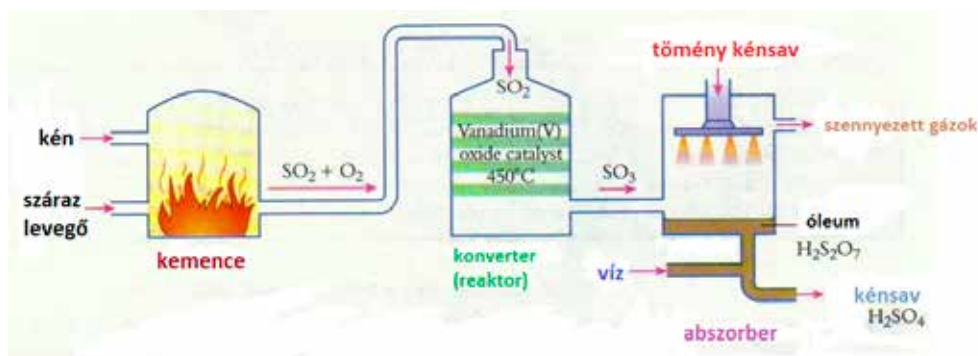 kén
száraz
levegő
kemence
SO₂ + O₂
SO₂
Vanadium(V)
oxide catalyst
450°C
konverter
(reaktor)
SO₃
tömény kénsav
szennyezett gázok
óleum
H₂S₂O₇
víz
kénsav
H₂SO₄
abszorber